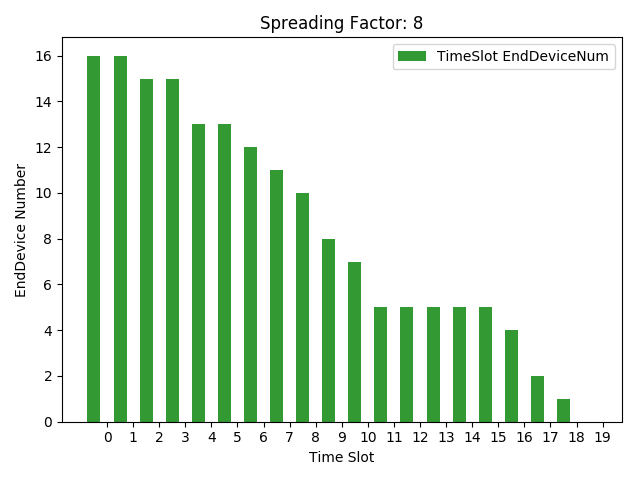 Spreading Factor: 8
TimeSlot EndDeviceNum
EndDevice Number
16
14
12
10
8
6
4
2
0
0 1 2 3 4 5 6 7 8 9 10 11 12 13 14 15 16 17 18 19
Time Slot